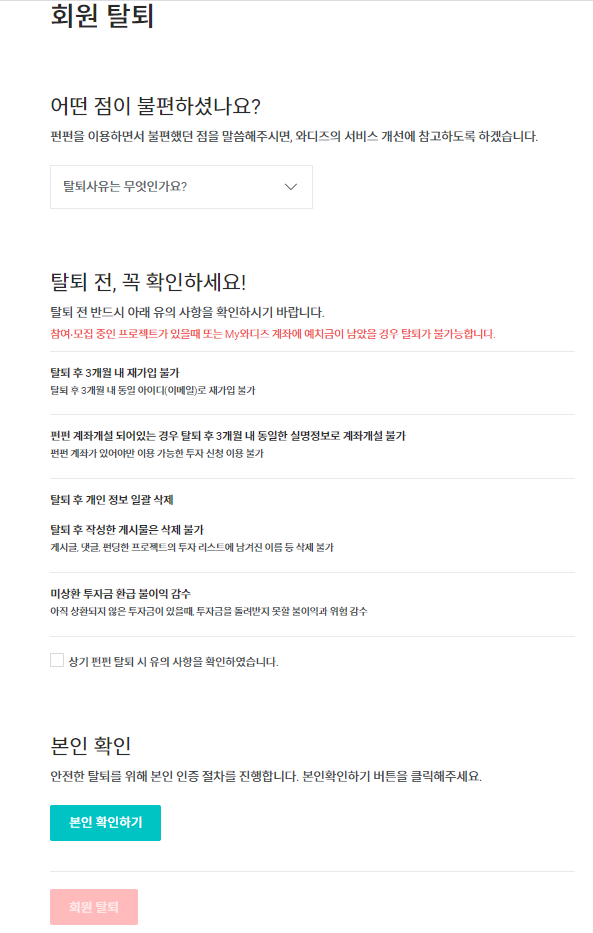 회원 탈퇴
어떤 점이 불편하셨나요?
펀펀을 이용하면서 불편했던 점을 말씀해주시면, 와디즈의 서비스 개선에 참고하도록 하겠습니다.
탈퇴사유는 무엇인가요?
탈퇴 전, 꼭 확인하세요!
탈퇴 전 반드시 아래 유의 사항을 확인하시기 바랍니다.
참여·모집 중인 프로젝트가 있을때 또는 My와디즈 계좌에 예치금이 남았을 경우 탈퇴가 불가능합니다.
탈퇴 후 3개월 내 재가입 불가
탈퇴 후 3개월 내 동일 아이디(이메일)로 재가입 불가
펀펀 계좌개설 되어있는 경우 탈퇴 후 3개월 내 동일한 실명정보로 계좌개설 불가
펀펀 계좌가 있어야만 이용 가능한 투자 신청 이용 불가
탈퇴 후 개인 정보 일괄 삭제
탈퇴 후 작성한 게시물은 삭제 불가
게시글, 댓글, 펀딩한 프로젝트의 투자 리스트에 남겨진 이름 등 삭제 불가
미상환 투자금 환급 불이익 감수
아직 상환되지 않은 투자금이 있을때, 투자금을 돌려받지 못할 불이익과 위험 감수
상기 펀펀 탈퇴 시 유의 사항을 확인하였습니다.
본인 확인
안전한 탈퇴를 위해 본인 인증 절차를 진행합니다. 본인확인하기 버튼을 클릭해주세요.
본인 확인하기
회원 탈퇴